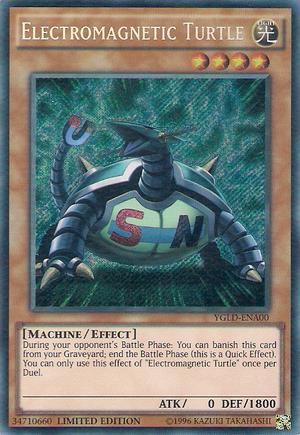 ELECTROMAGNETIC TURTLE
LIGHT
光
S N
YGLD-ENA00
[MACHINE/EFFECT]
During your opponent's Battle Phase: You can banish this
card from your Graveyard; end the Battle Phase (this is a Quick Effect).
You can only use this effect of "Electromagnetic Turtle" once per
Duel.
ATK/ 0 DEF/1800
34710660 LIMITED EDITION ©1996 KAZUKI TAKAHASHI